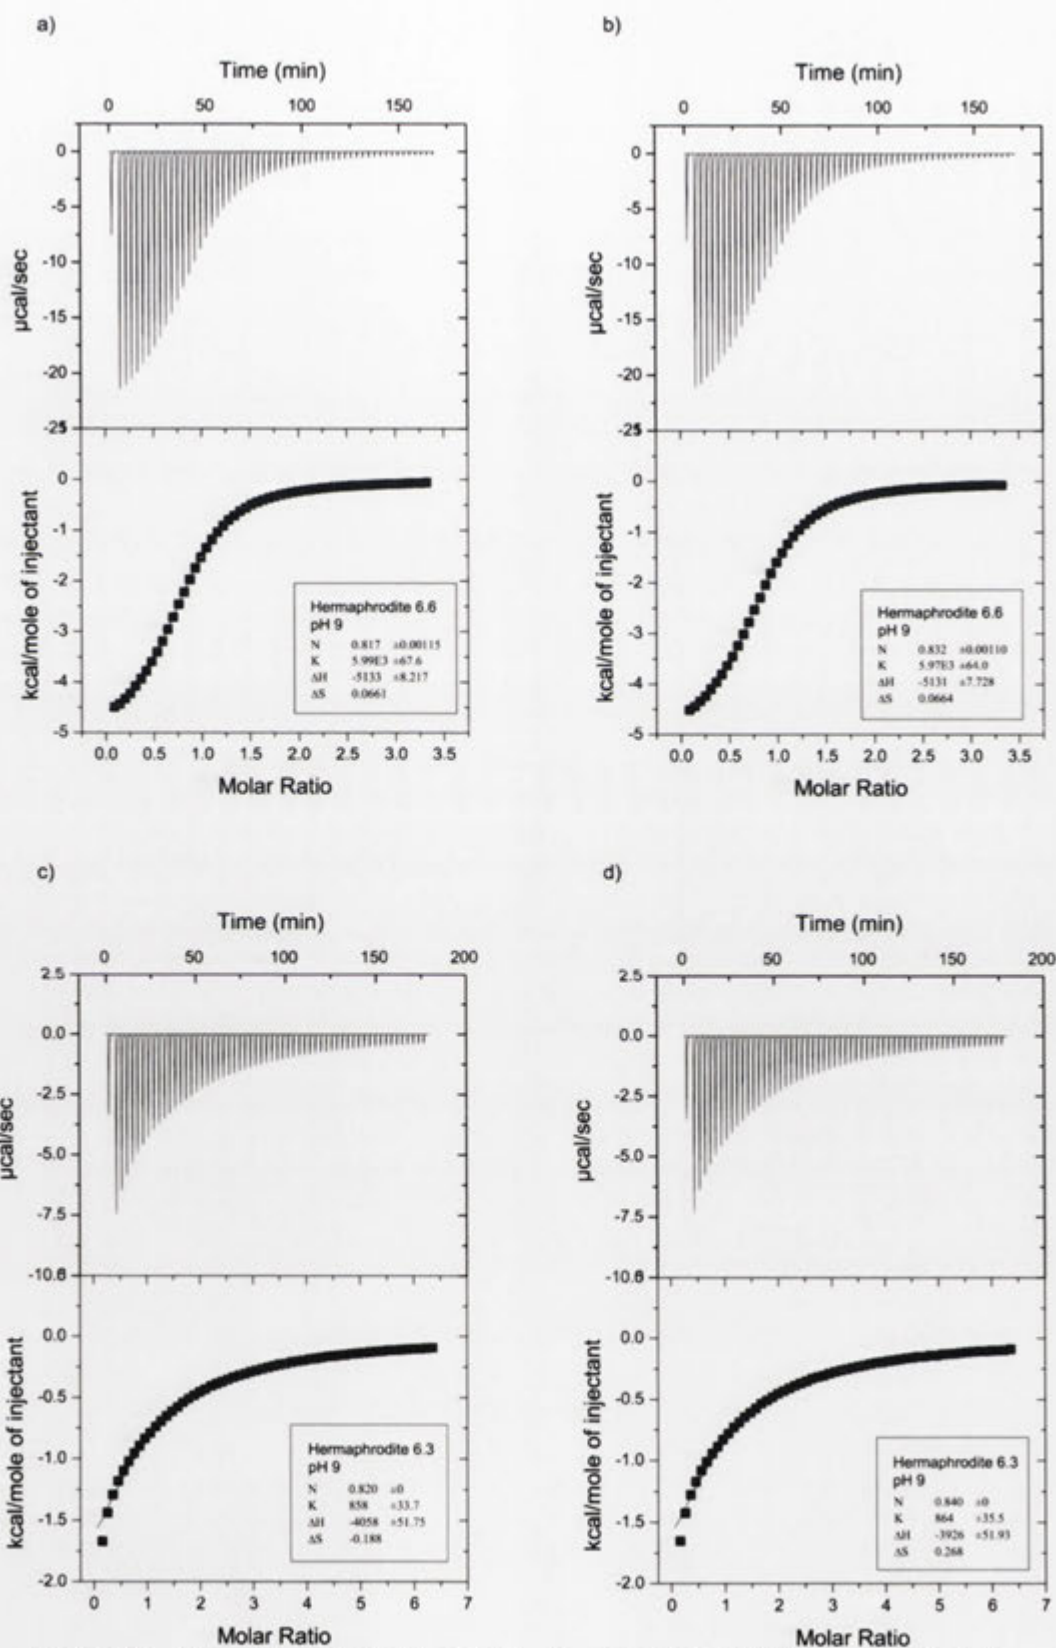 a)
Time (min)
0 50 100 150
0
-5
-10
-15
-20
-25
µcal/sec
0
-1
-2
-3
-4
-5
kcal/mole of injectant
Hermaphrodite 6.6
pH 9
N 0.817 ±0.00115
K 5.99E3 ±67.6
ΔH -5133 ±8.217
ΔS 0.0661
0.0 0.5 1.0 1.5 2.0 2.5 3.0 3.5
Molar Ratio
b)
Time (min)
0 50 100 150
0
-5
-10
-15
-20
-25
µcal/sec
0
-1
-2
-3
-4
-5
kcal/mole of injectant
Hermaphrodite 6.6
pH 9
N 0.832 ±0.00110
K 5.97E3 ±64.0
ΔH -5131 ±7.728
ΔS 0.0664
0.0 0.5 1.0 1.5 2.0 2.5 3.0 3.5
Molar Ratio
c)
Time (min)
0 50 100 150 200
2.5
0.0
-2.5
-5.0
-7.5
µcal/sec
0.0
-0.5
-1.0
-1.5
-2.0
kcal/mole of injectant
Hermaphrodite 6.3
pH 9
N 0.820 ±0
K 858 ±33.7
ΔH -4058 ±51.75
ΔS -0.188
0 1 2 3 4 5 6 7
Molar Ratio
d)
Time (min)
0 50 100 150 200
2.5
0.0
-2.5
-5.0
-7.5
µcal/sec
0.0
-0.5
-1.0
-1.5
-2.0
kcal/mole of injectant
Hermaphrodite 6.3
pH 9
N 0.840 ±0
K 864 ±35.5
ΔH -3926 ±51.93
ΔS 0.268
0 1 2 3 4 5 6 7
Molar Ratio